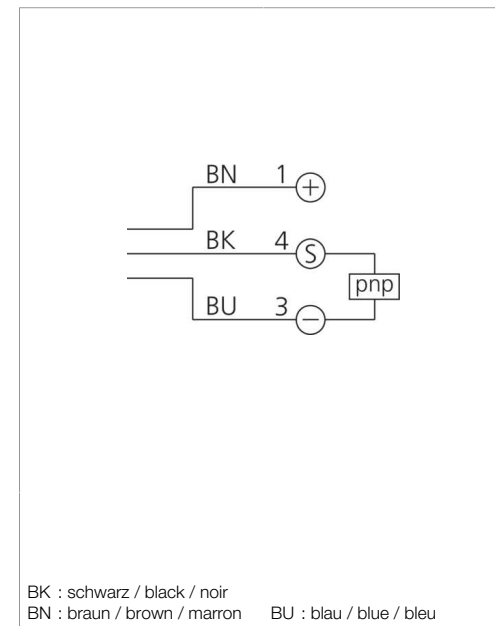 BN 1 +
BK 4 S
pnp
BU 3 −
BK : schwarz / black / noir
BN : braun / brown / marron BU : blau / blue / bleu